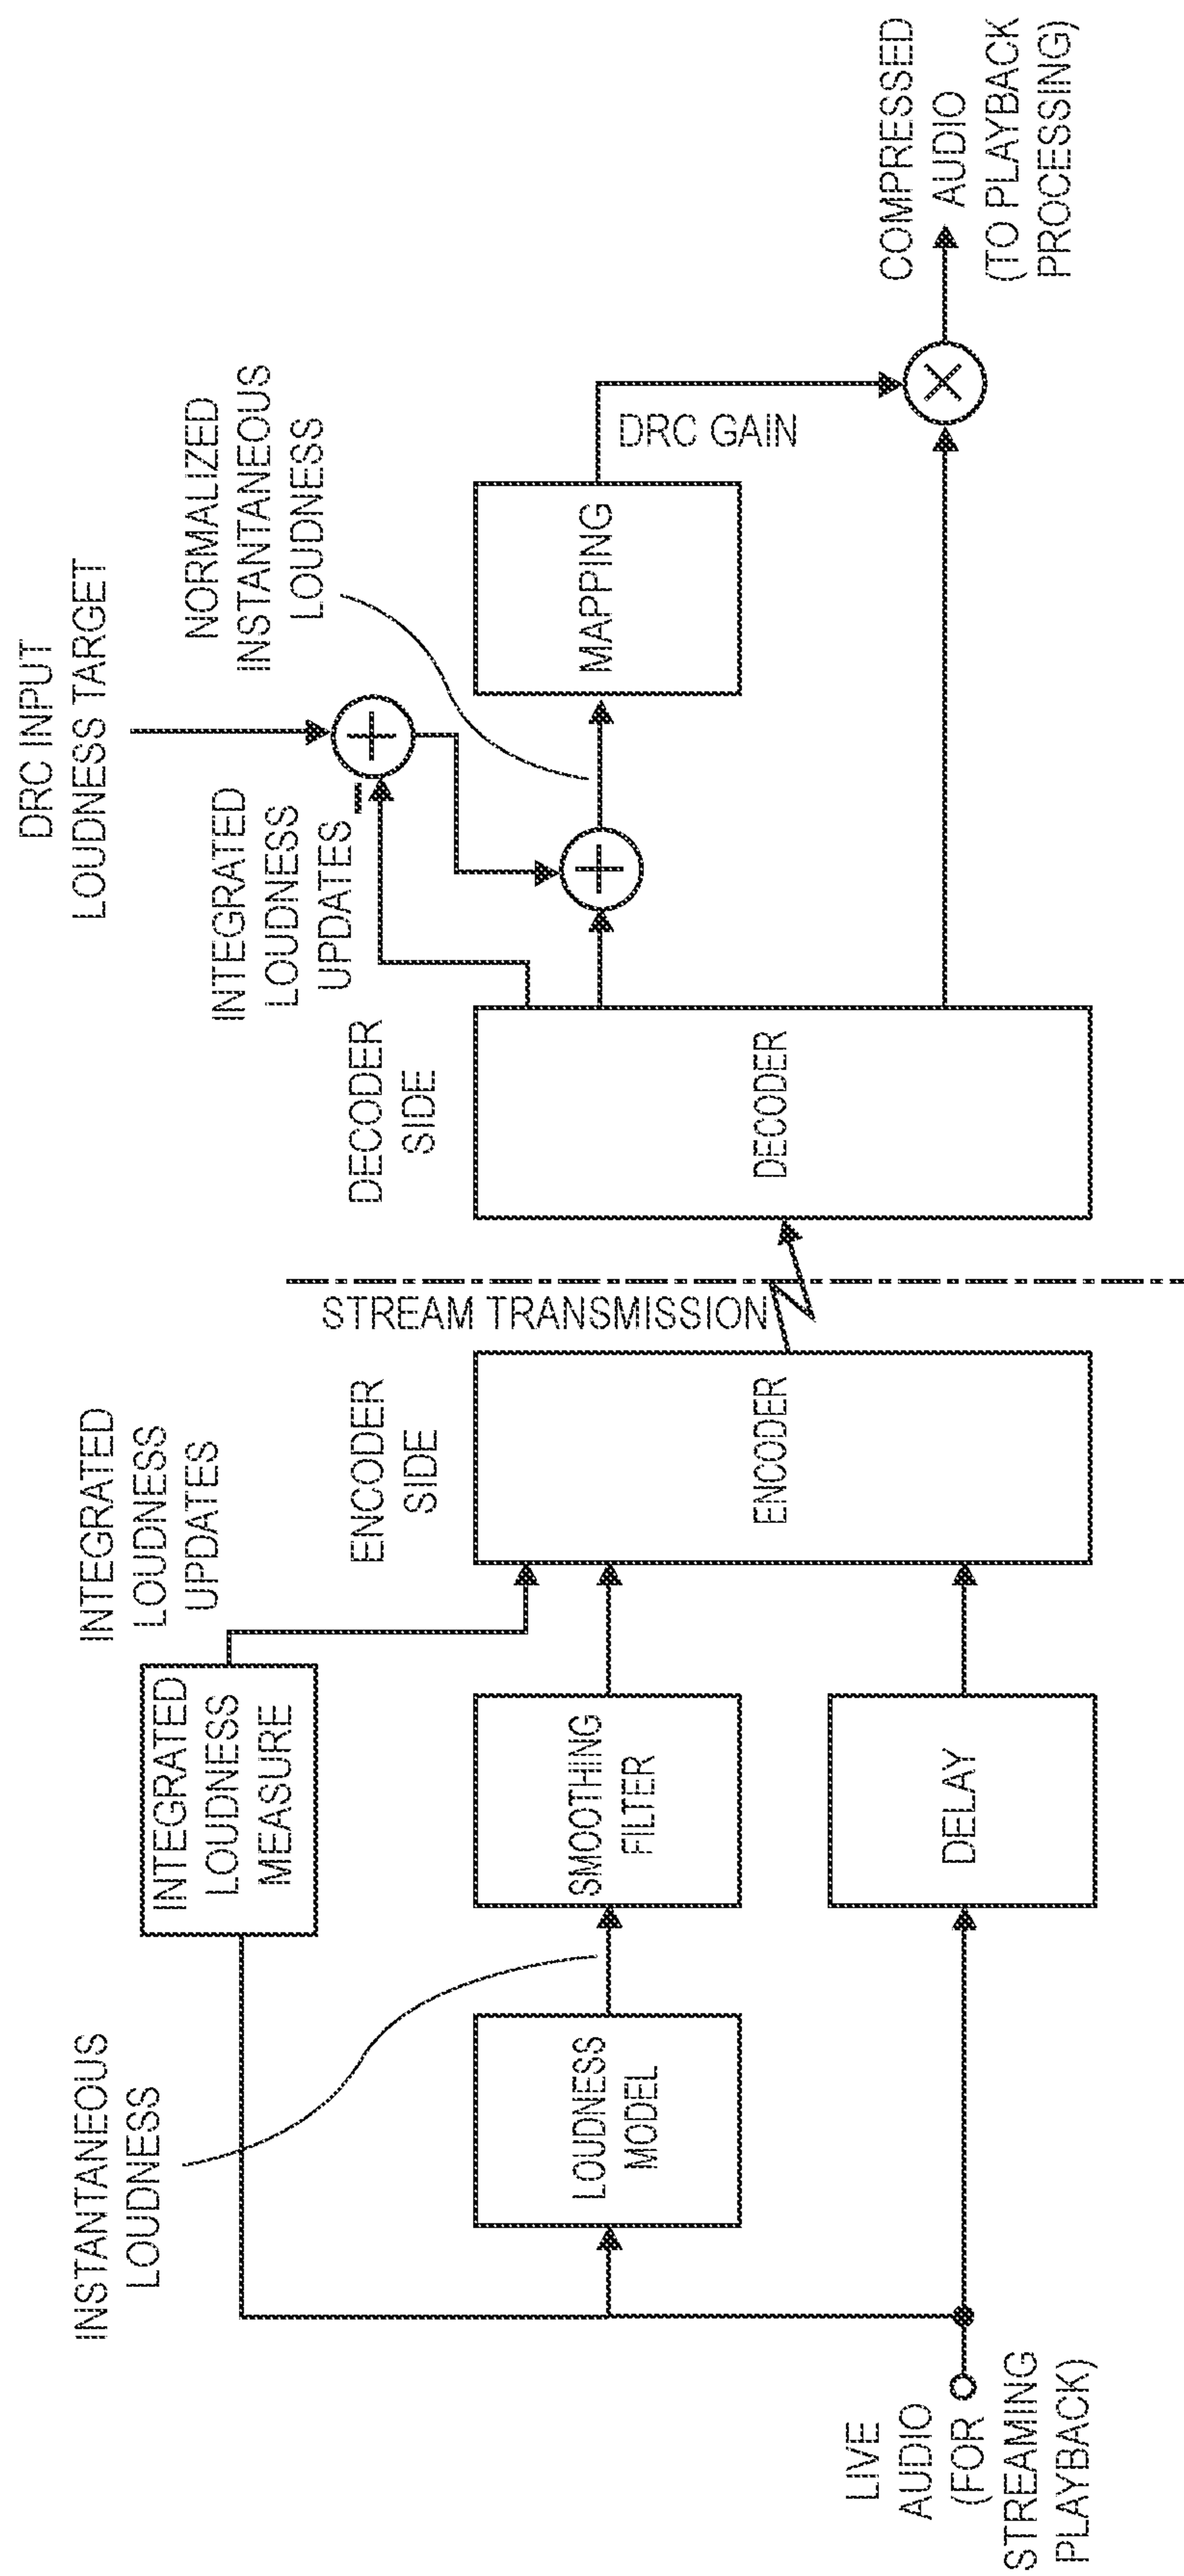 LIVE
AUDIO
(FOR
STREAMING
PLAYBACK)
INSTANTANEOUS
LOUDNESS
LOUDNESS
MODEL
INTEGRATED
LOUDNESS
MEASURE
SMOOTHING
FILTER
DELAY
INTEGRATED
LOUDNESS
UPDATES
ENCODER
SIDE
ENCODER
STREAM TRANSMISSION
DECODER
SIDE
DECODER
INTEGRATED
LOUDNESS
UPDATES
−
+
+
DRC INPUT
LOUDNESS TARGET
NORMALIZED
INSTANTANEOUS
LOUDNESS
MAPPING
DRC GAIN
×
COMPRESSED
AUDIO
(TO PLAYBACK
PROCESSING)